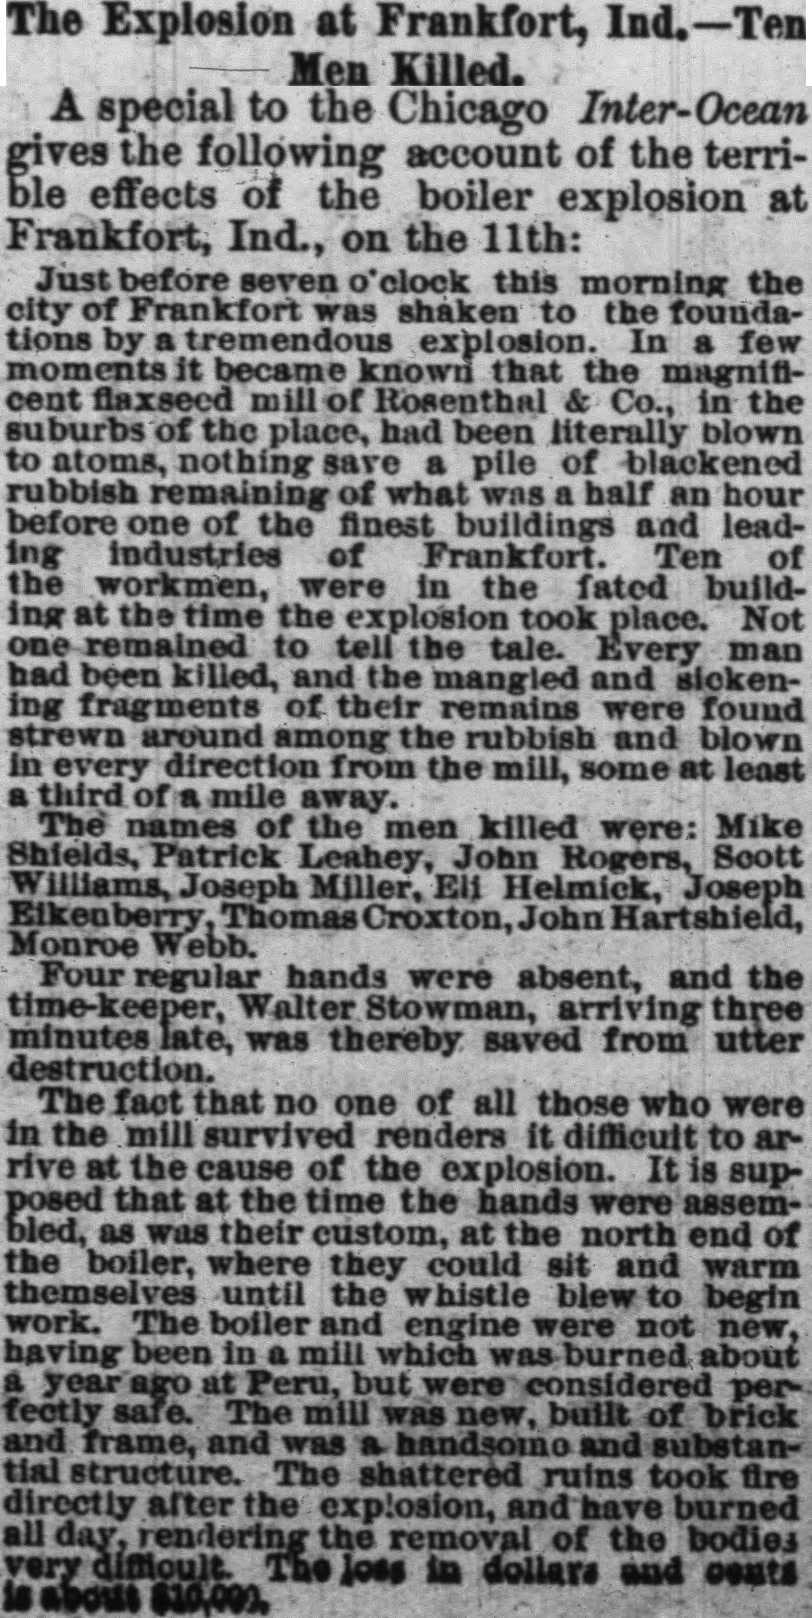 The Explosion at Frankfort, Ind.—Ten
Men Killed.
A special to the Chicago Inter-Ocean
gives the following account of the terri-
ble effects of the boiler explosion at
Frankfort, Ind., on the 11th:
Just before seven o'clock this morning the
city of Frankfort was shaken to the founda-
tions by a tremendous explosion. In a few
moments it became known that the magnifi-
cent flaxseed mill of Rosenthal & Co., in the
suburbs of the place, had been literally blown
to atoms, nothing save a pile of blackened
rubbish remaining of what was a half an hour
before one of the finest buildings and lead-
ing industries of Frankfort. Ten of
the workmen, were in the fated build-
ing at the time the explosion took place. Not
one remained to tell the tale. Every man
had been killed, and the mangled and sicken-
ing fragments of their remains were found
strewn around among the rubbish and blown
in every direction from the mill, some at least
a third of a mile away.
The names of the men killed were: Mike
Shields, Patrick Leahey, John Rogers, Scott
Williams, Joseph Miller, Eli Helmick, Joseph
Eikenberry, Thomas Croxton, John Hartshield,
Monroe Webb.
Four regular hands were absent, and the
time-keeper, Walter Stowman, arriving three
minutes late, was thereby saved from utter
destruction.
The fact that no one of all those who were
in the mill survived renders it difficult to ar-
rive at the cause of the explosion. It is sup-
posed that at the time the hands were assem-
bled, as was their custom, at the north end of
the boiler, where they could sit and warm
themselves until the whistle blew to begin
work. The boiler and engine were not new,
having been in a mill which was burned about
a year ago at Peru, but were considered per-
fectly safe. The mill was new, built of brick
and frame, and was a handsome and substan-
tial structure. The shattered ruins took fire
directly after the explosion, and have burned
all day, rendering the removal of the bodies
very difficult. The loss in dollars and cents
is about $10,000.